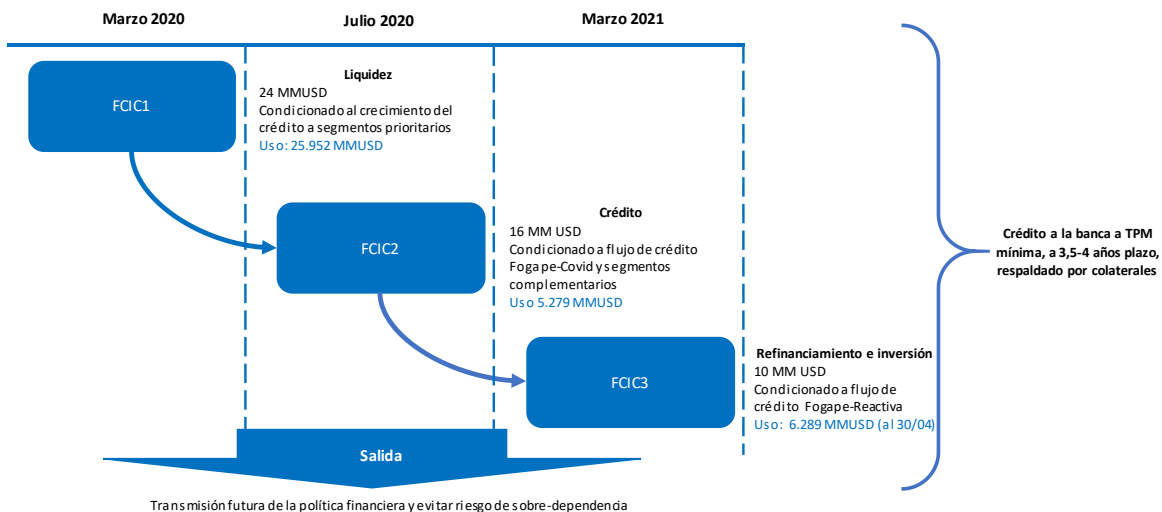 Marzo 2020
Julio 2020
Marzo 2021
FCIC1
Liquidez
24 MMUSD
Condicionado al crecimiento del
crédito a segmentos prioritarios
Uso: 25.952 MMUSD
FCIC2
Crédito
16 MM USD
Condicionado a flujo de crédito
Fogape-Covid y segmentos
complementarios
Uso 5.279 MMUSD
Crédito a la banca a TPM
mínima, a 3,5-4 años plazo,
respaldado por colaterales
FCIC3
Refinanciamiento e inversión
10 MM USD
Condicionado a flujo de
crédito Fogape-Reactiva
Uso: 6.289 MMUSD (al 30/04)
Salida
Transmisión futura de la política financiera y evitar riesgo de sobre-dependencia